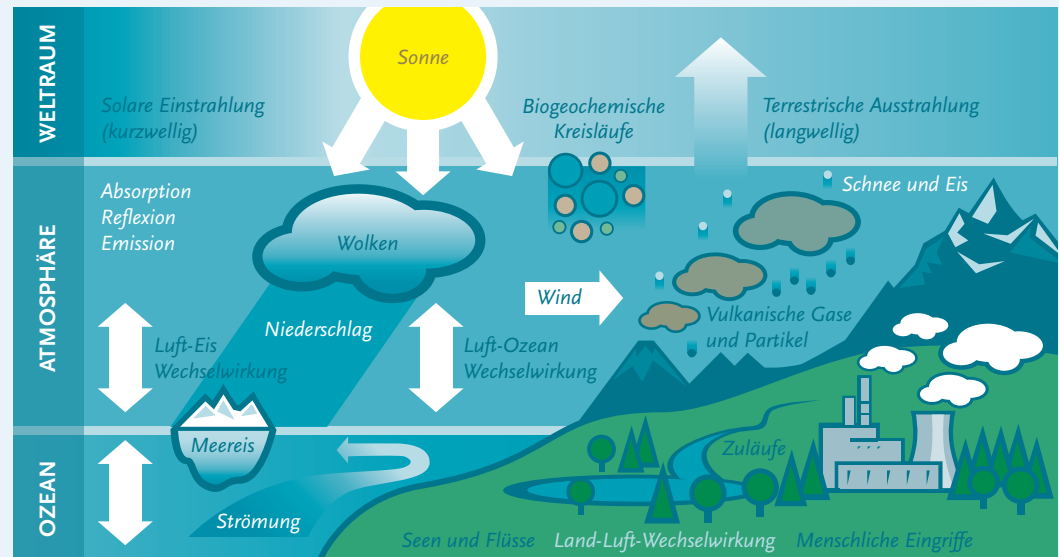 WELTRAUM
Sonne
Solare Einstrahlung
(kurzwellig)
Biogeochemische
Kreisläufe
Terrestrische Ausstrahlung
(langwellig)
ATMOSPHÄRE
Absorption
Reflexion
Emission
Schnee und Eis
Wolken
Wind
Niederschlag
Vulkanische Gase
und Partikel
Luft-Eis
Wechselwirkung
Luft-Ozean
Wechselwirkung
OZEAN
Meereis
Zuläufe
Strömung
Seen und Flüsse
Land-Luft-Wechselwirkung
Menschliche Eingriffe